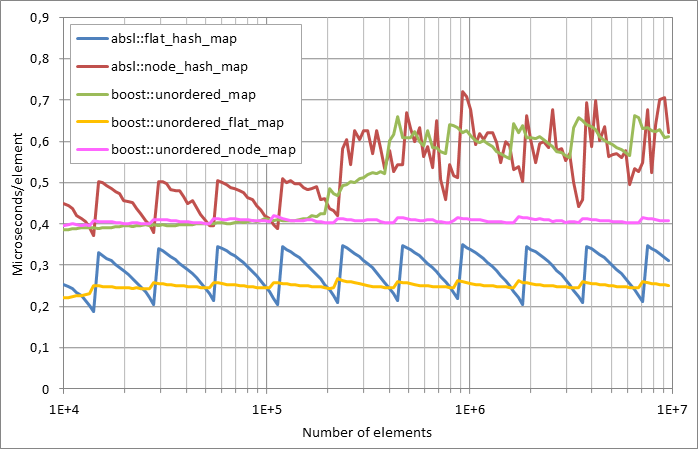 0,9
0,8
0,7
0,6
0,5
0,4
0,3
0,2
0,1
0
Microseconds/element
absl::flat_hash_map
absl::node_hash_map
boost::unordered_map
boost::unordered_flat_map
boost::unordered_node_map
1E+4 1E+5 1E+6 1E+7
Number of elements